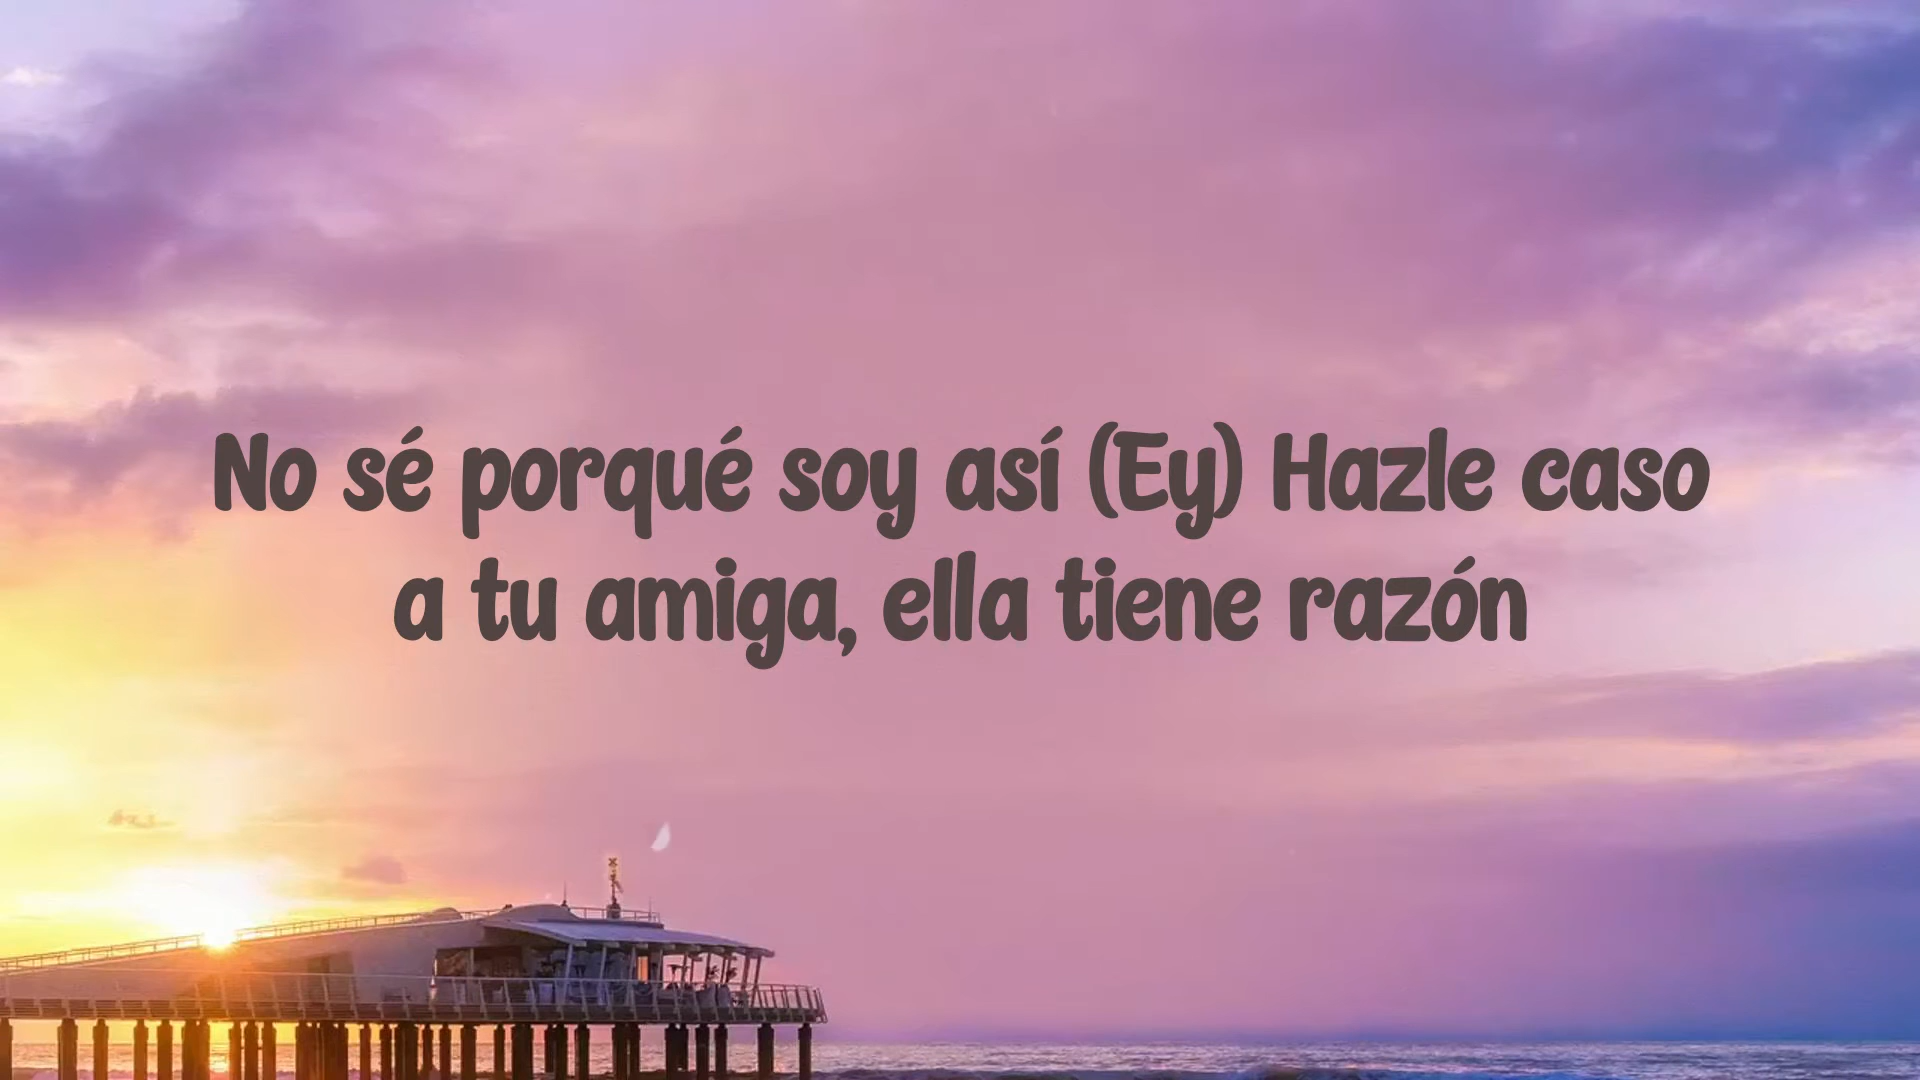 No sé porqué soy así (Ey) Hazle caso
a tu amiga, ella tiene razón